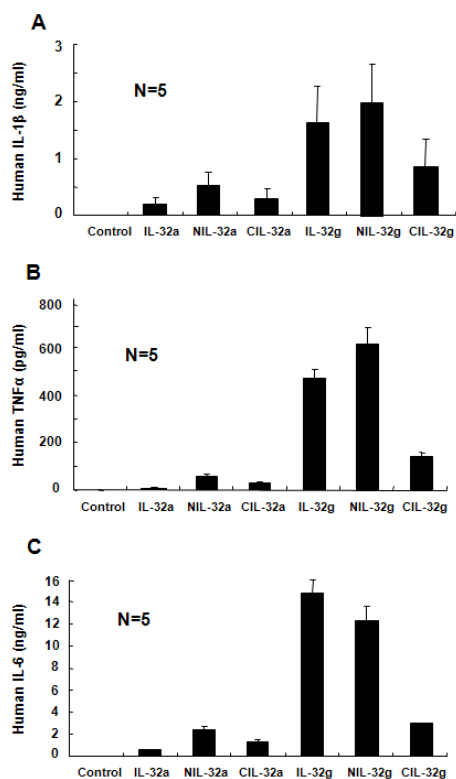 A
Human IL-1β (ng/ml)
3
2
1
0
N=5
Control IL-32a NIL-32a CIL-32a IL-32g NIL-32g CIL-32g
B
Human TNFα (pg/ml)
800
600
400
200
0
N=5
Control IL-32a NIL-32a CIL-32a IL-32g NIL-32g CIL-32g
C
Human IL-6 (ng/ml)
16
14
12
10
8
6
4
2
0
N=5
Control IL-32a NIL-32a CIL-32a IL-32g NIL-32g CIL-32g